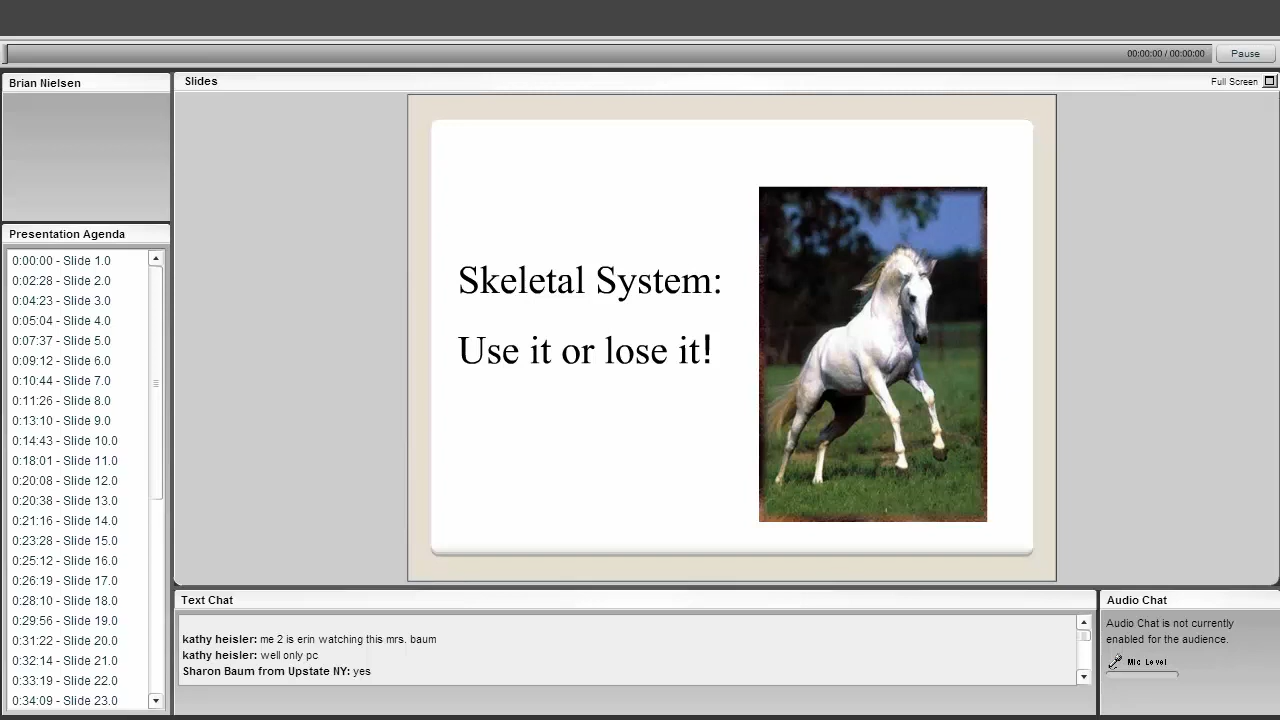 00:00:00 / 00:00:00
Pause
Brian Nielsen
Slides
Full Screen
Skeletal System:
Use it or lose it!
Presentation Agenda
0:00:00 - Slide 1.0
0:02:28 - Slide 2.0
0:04:23 - Slide 3.0
0:05:04 - Slide 4.0
0:07:37 - Slide 5.0
0:09:12 - Slide 6.0
0:10:44 - Slide 7.0
0:11:26 - Slide 8.0
0:13:10 - Slide 9.0
0:14:43 - Slide 10.0
0:18:01 - Slide 11.0
0:20:08 - Slide 12.0
0:20:38 - Slide 13.0
0:21:16 - Slide 14.0
0:23:28 - Slide 15.0
0:25:12 - Slide 16.0
0:26:19 - Slide 17.0
0:28:10 - Slide 18.0
0:29:56 - Slide 19.0
0:31:22 - Slide 20.0
0:32:14 - Slide 21.0
0:33:19 - Slide 22.0
0:34:09 - Slide 23.0
Text Chat
kathy heisler: me 2 is erin watching this mrs. baum
kathy heisler: well only pc
Sharon Baum from Upstate NY: yes
Audio Chat
Audio Chat is not currently
enabled for the audience.
Mic Level